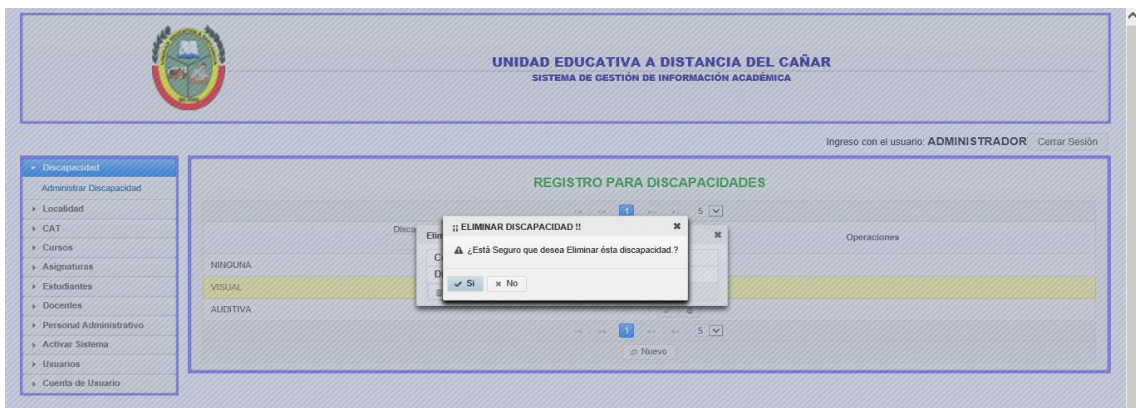 UNIDAD EDUCATIVA A DISTANCIA DEL CAÑAR
SISTEMA DE GESTIÓN DE INFORMACIÓN ACADÉMICA
Ingreso con el usuario: ADMINISTRADOR Cerrar Sesión
Discapacidad
Administrar Discapacidad
Localidad
CAT
Cursos
Asignaturas
Estudiantes
Docentes
Personal Administrativo
Activar Sistema
Usuarios
Cuenta de Usuario
REGISTRO PARA DISCAPACIDADES
1 5
Operaciones
NINGUNA
VISUAL
AUDITIVA
1 5
Nuevo
¡¡ ELIMINAR DISCAPACIDAD !!
¿Está Seguro que desea Eliminar ésta discapacidad.?
Si No